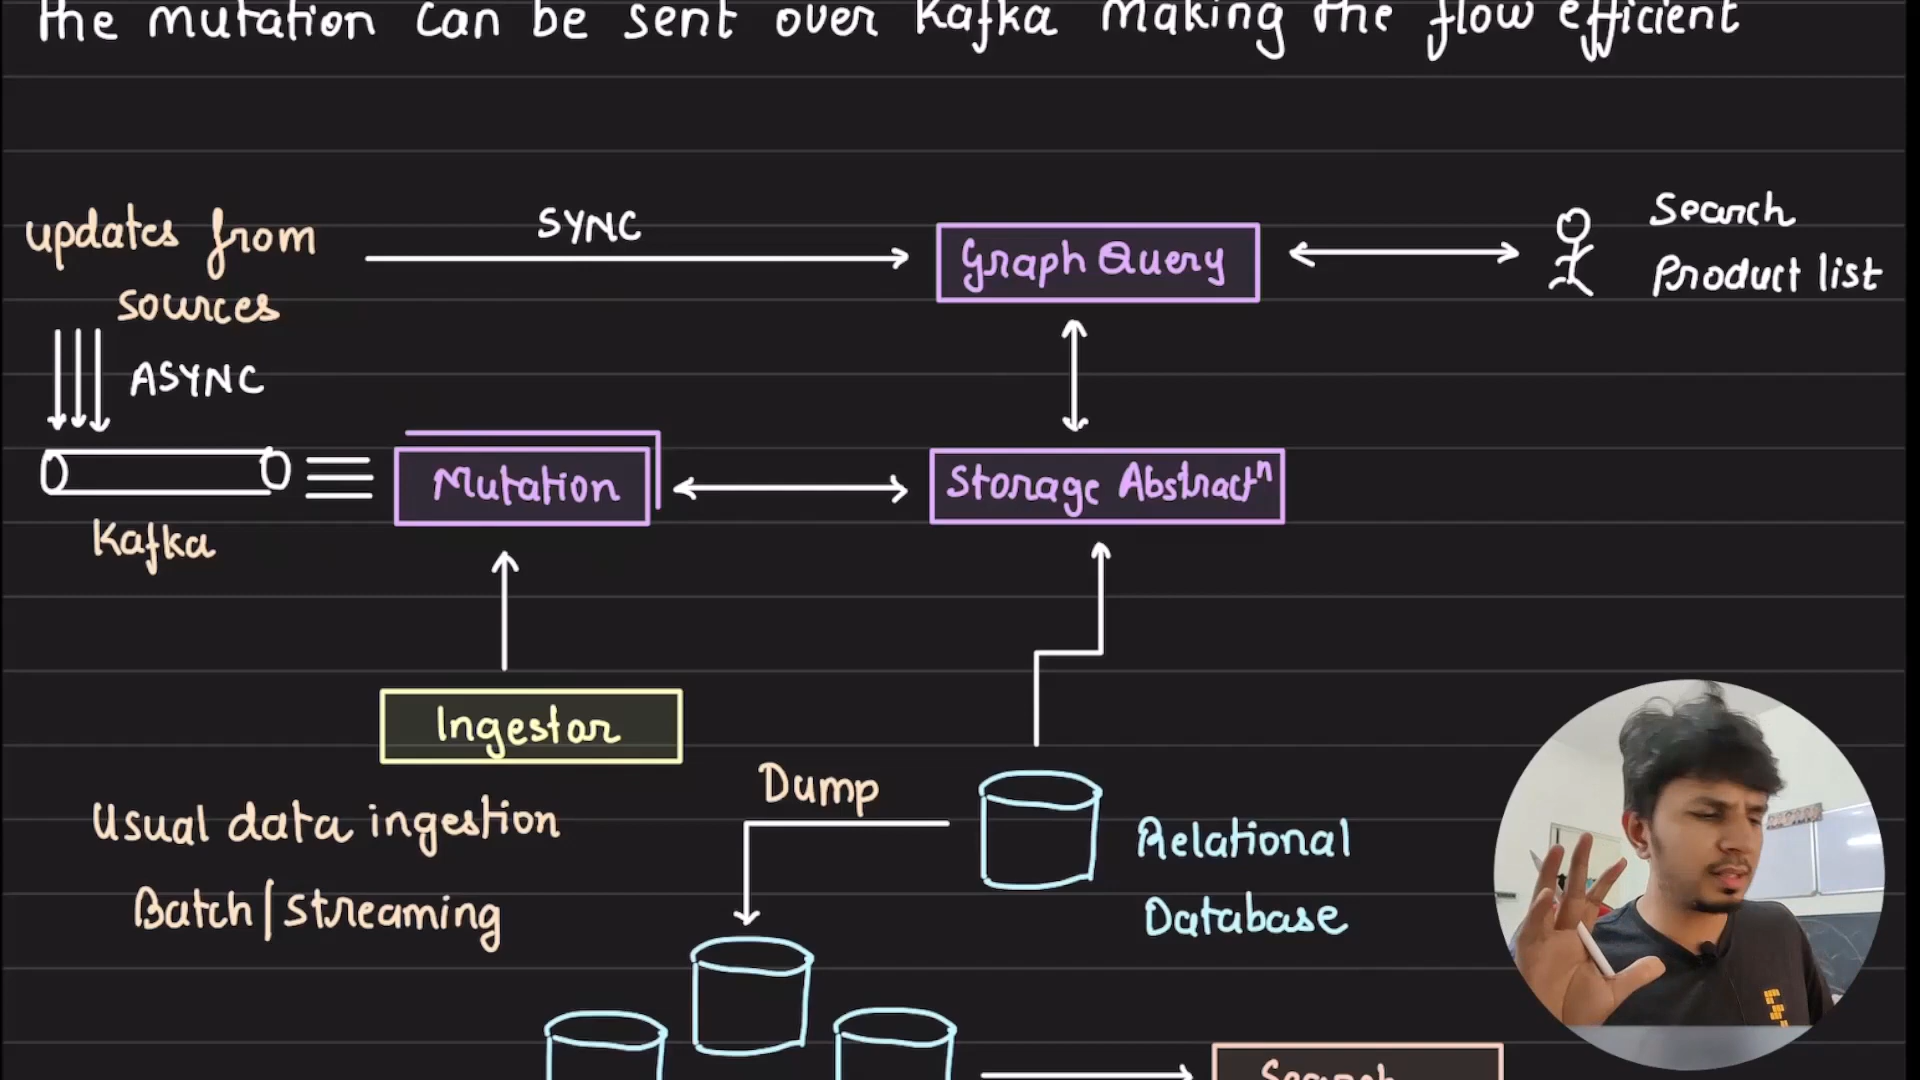 the mutation can be sent over Kafka making the flow efficient
updates from
sources
SYNC
Graph Query
Search
Product list
ASYNC
Mutation
Storage Abstractⁿ
Kafka
Ingestor
Dump
Usual data ingestion
Batch/streaming
Relational
Database
Search